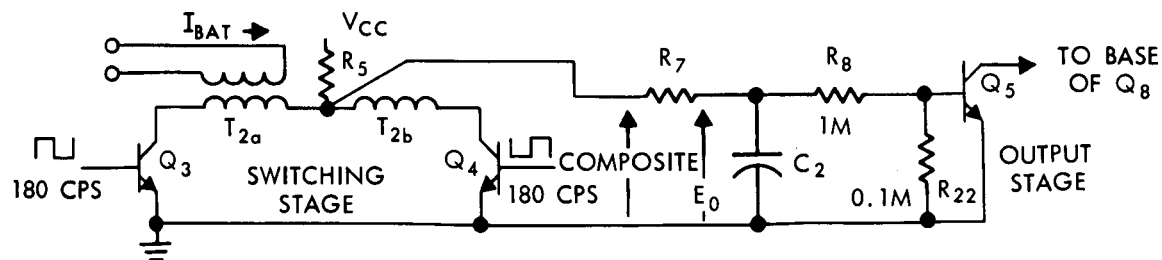 I_BAT
V_CC
R_5
R_7
R_8
Q_5
TO BASE
OF Q_8
T_2a
T_2b
1M
Q_3
Q_4
C_2
OUTPUT
STAGE
180 CPS
SWITCHING
STAGE
COMPOSITE
180 CPS
E_0
0.1M
R_22